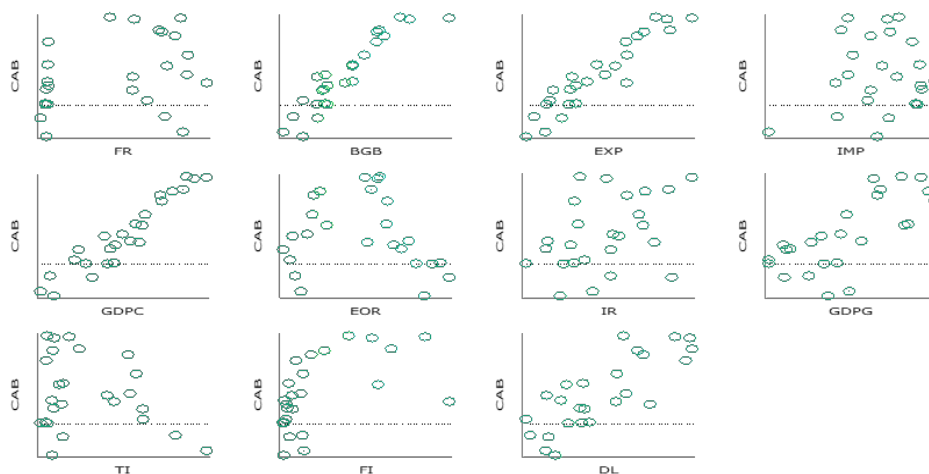 CAB CAB CAB CAB
FR BGB EXP IMP
CAB CAB CAB CAB
GDPC EOR IR GDPG
CAB CAB CAB
TI FI DL